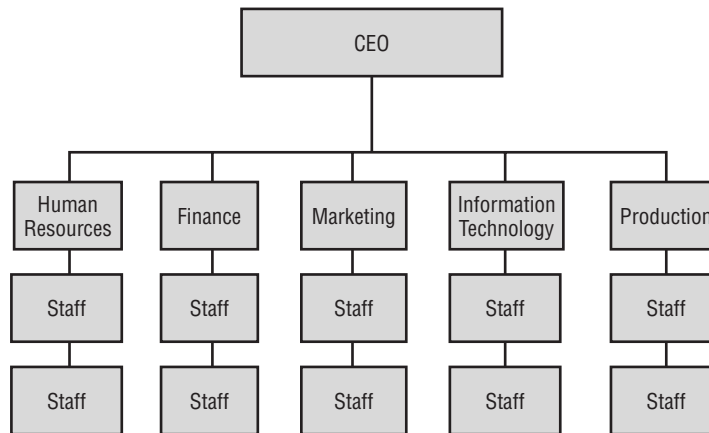 CEO
Human
Resources
Finance
Marketing
Information
Technology
Production
Staff
Staff
Staff
Staff
Staff
Staff
Staff
Staff
Staff
Staff